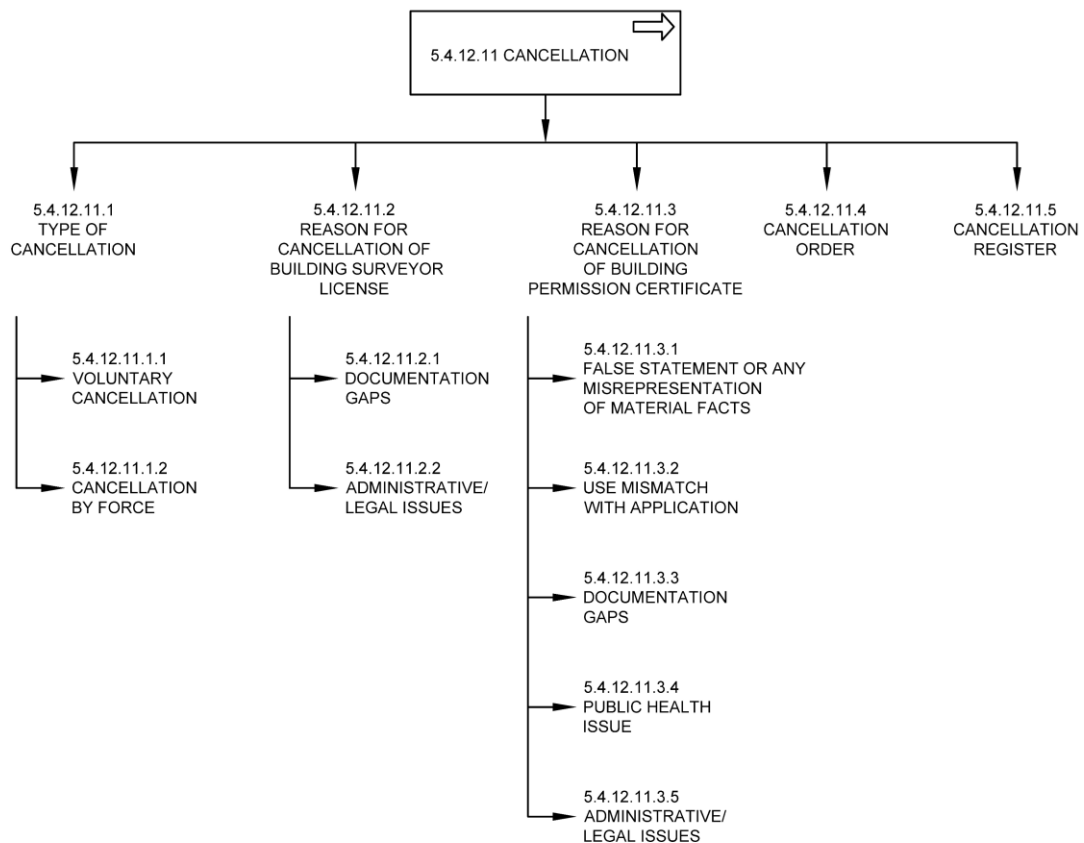 5.4.12.11 CANCELLATION
5.4.12.11.1
TYPE OF
CANCELLATION
5.4.12.11.2
REASON FOR
CANCELLATION OF
BUILDING SURVEYOR
LICENSE
5.4.12.11.3
REASON FOR
CANCELLATION
OF BUILDING
PERMISSION CERTIFICATE
5.4.12.11.4
CANCELLATION
ORDER
5.4.12.11.5
CANCELLATION
REGISTER
5.4.12.11.1.1
VOLUNTARY
CANCELLATION
5.4.12.11.1.2
CANCELLATION
BY FORCE
5.4.12.11.2.1
DOCUMENTATION
GAPS
5.4.12.11.2.2
ADMINISTRATIVE/
LEGAL ISSUES
5.4.12.11.3.1
FALSE STATEMENT OR ANY
MISREPRESENTATION
OF MATERIAL FACTS
5.4.12.11.3.2
USE MISMATCH
WITH APPLICATION
5.4.12.11.3.3
DOCUMENTATION
GAPS
5.4.12.11.3.4
PUBLIC HEALTH
ISSUE
5.4.12.11.3.5
ADMINISTRATIVE/
LEGAL ISSUES